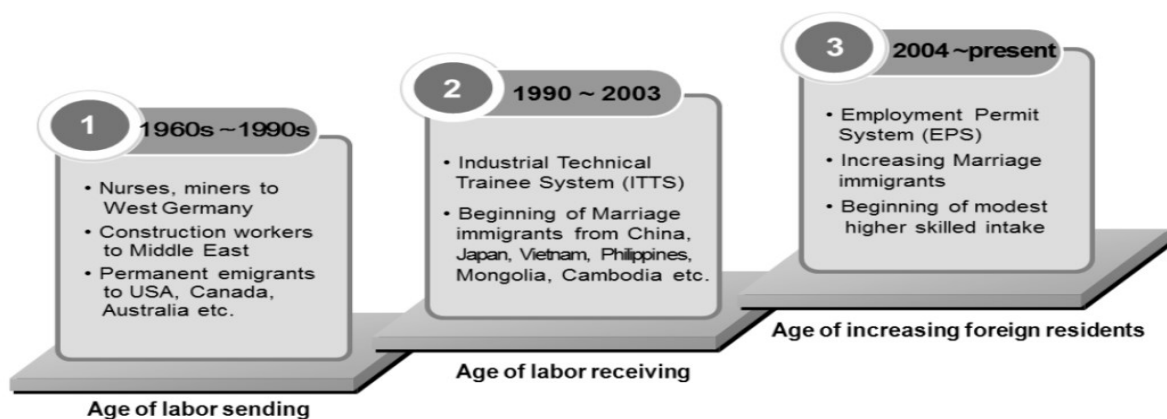 1
1960s ~1990s
• Nurses, miners to
West Germany
• Construction workers
to Middle East
• Permanent emigrants
to USA, Canada,
Australia etc.
Age of labor sending
2
1990 ~ 2003
• Industrial Technical
Trainee System (ITTS)
• Beginning of Marriage
immigrants from China,
Japan, Vietnam, Philippines,
Mongolia, Cambodia etc.
Age of labor receiving
3
2004 ~present
• Employment Permit
System (EPS)
• Increasing Marriage
immigrants
• Beginning of modest
higher skilled intake
Age of increasing foreign residents